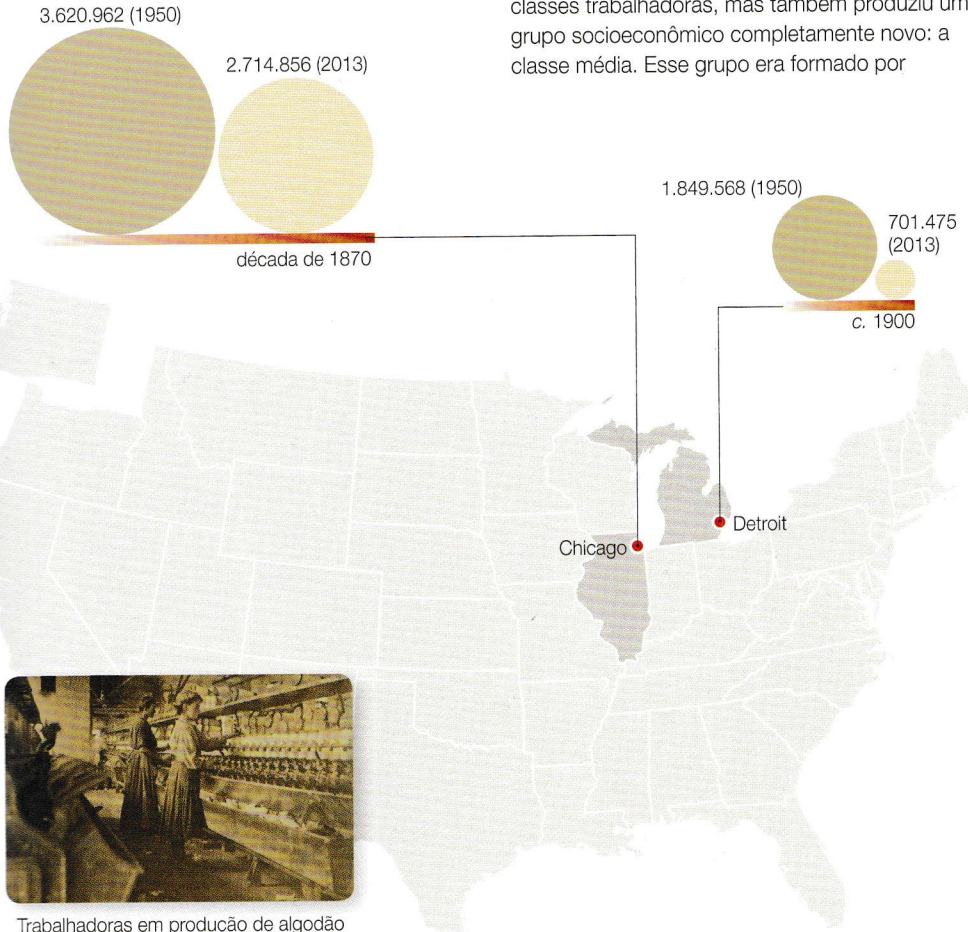 classes trabalhadoras, mas também produziu um
grupo socioeconômico completamente novo: a
classe média. Esse grupo era formado por
3.620.962 (1950)
2.714.856 (2013)
década de 1870
1.849.568 (1950)
701.475
(2013)
c. 1900
Detroit
Chicago
Trabalhadoras em produção de algodão